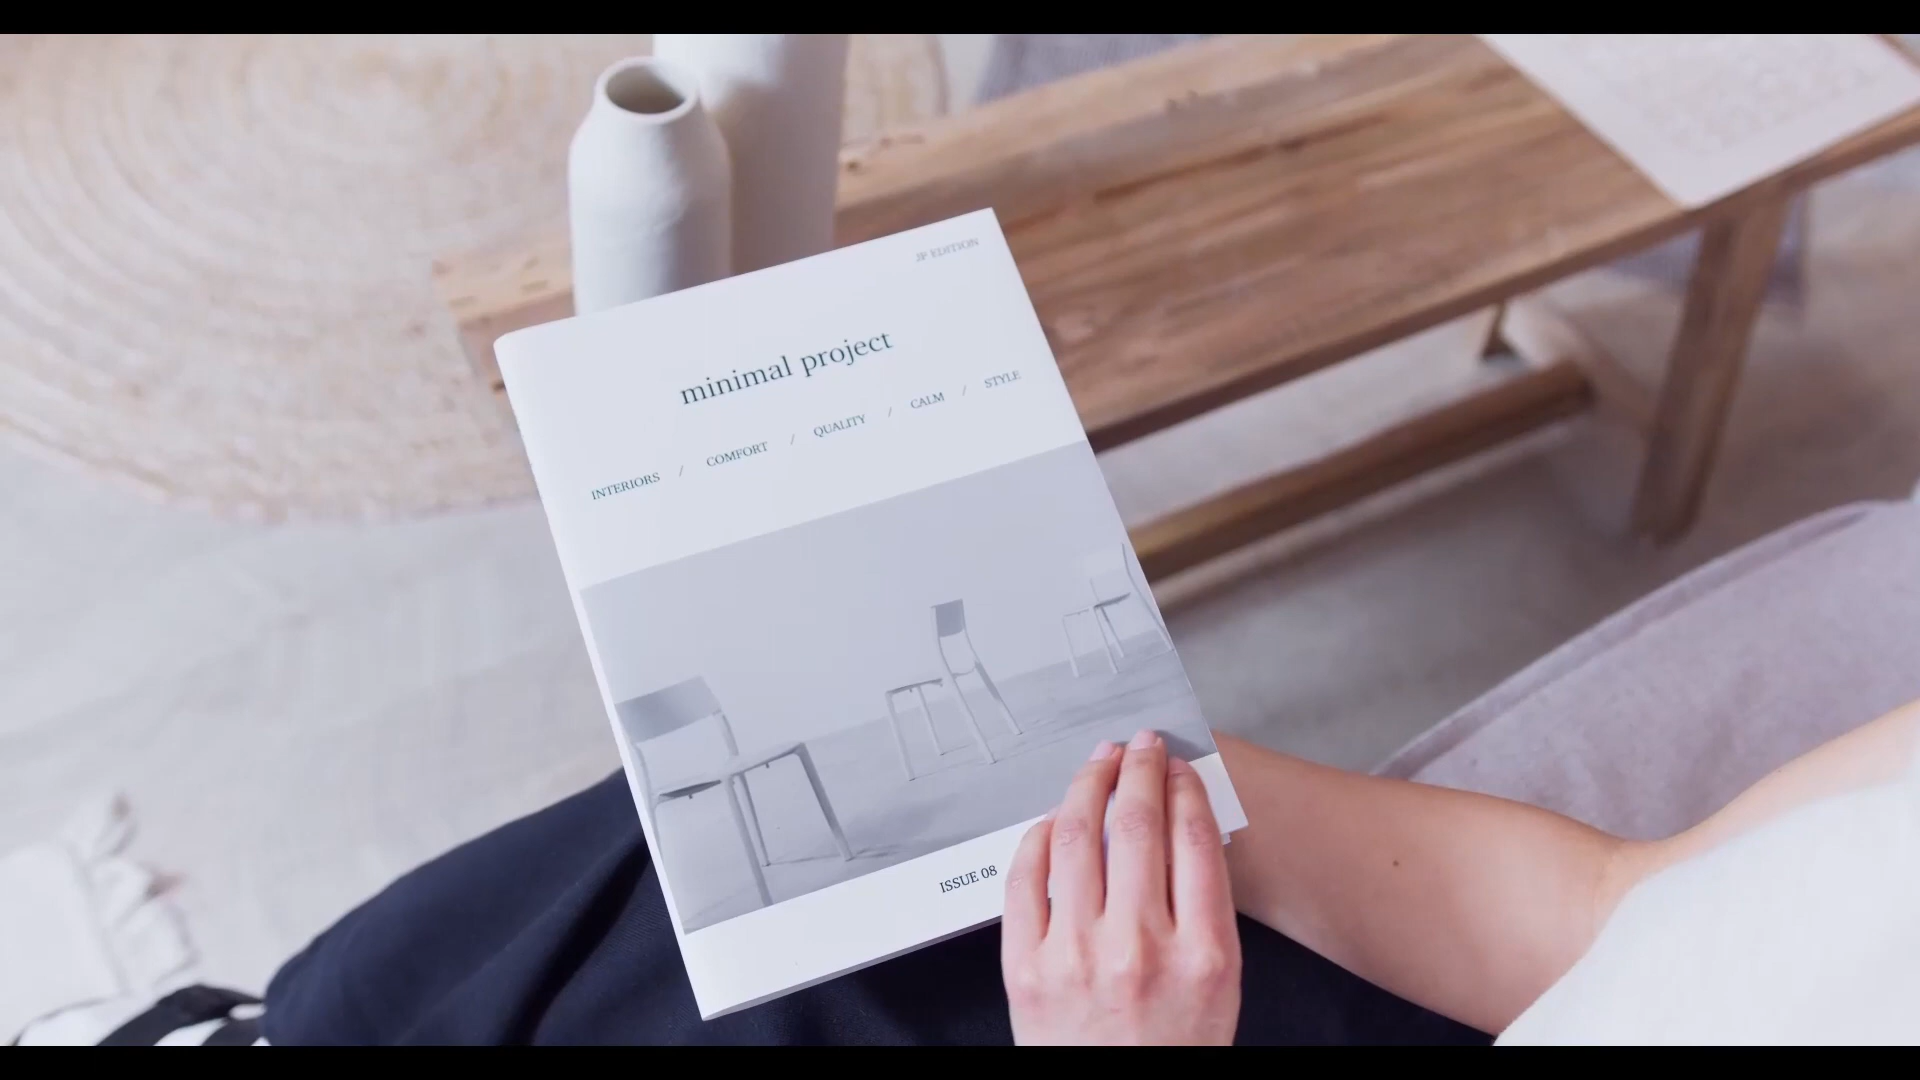 JP EDITION
minimal project
INTERIORS / COMFORT / QUALITY / CALM / STYLE
ISSUE 08